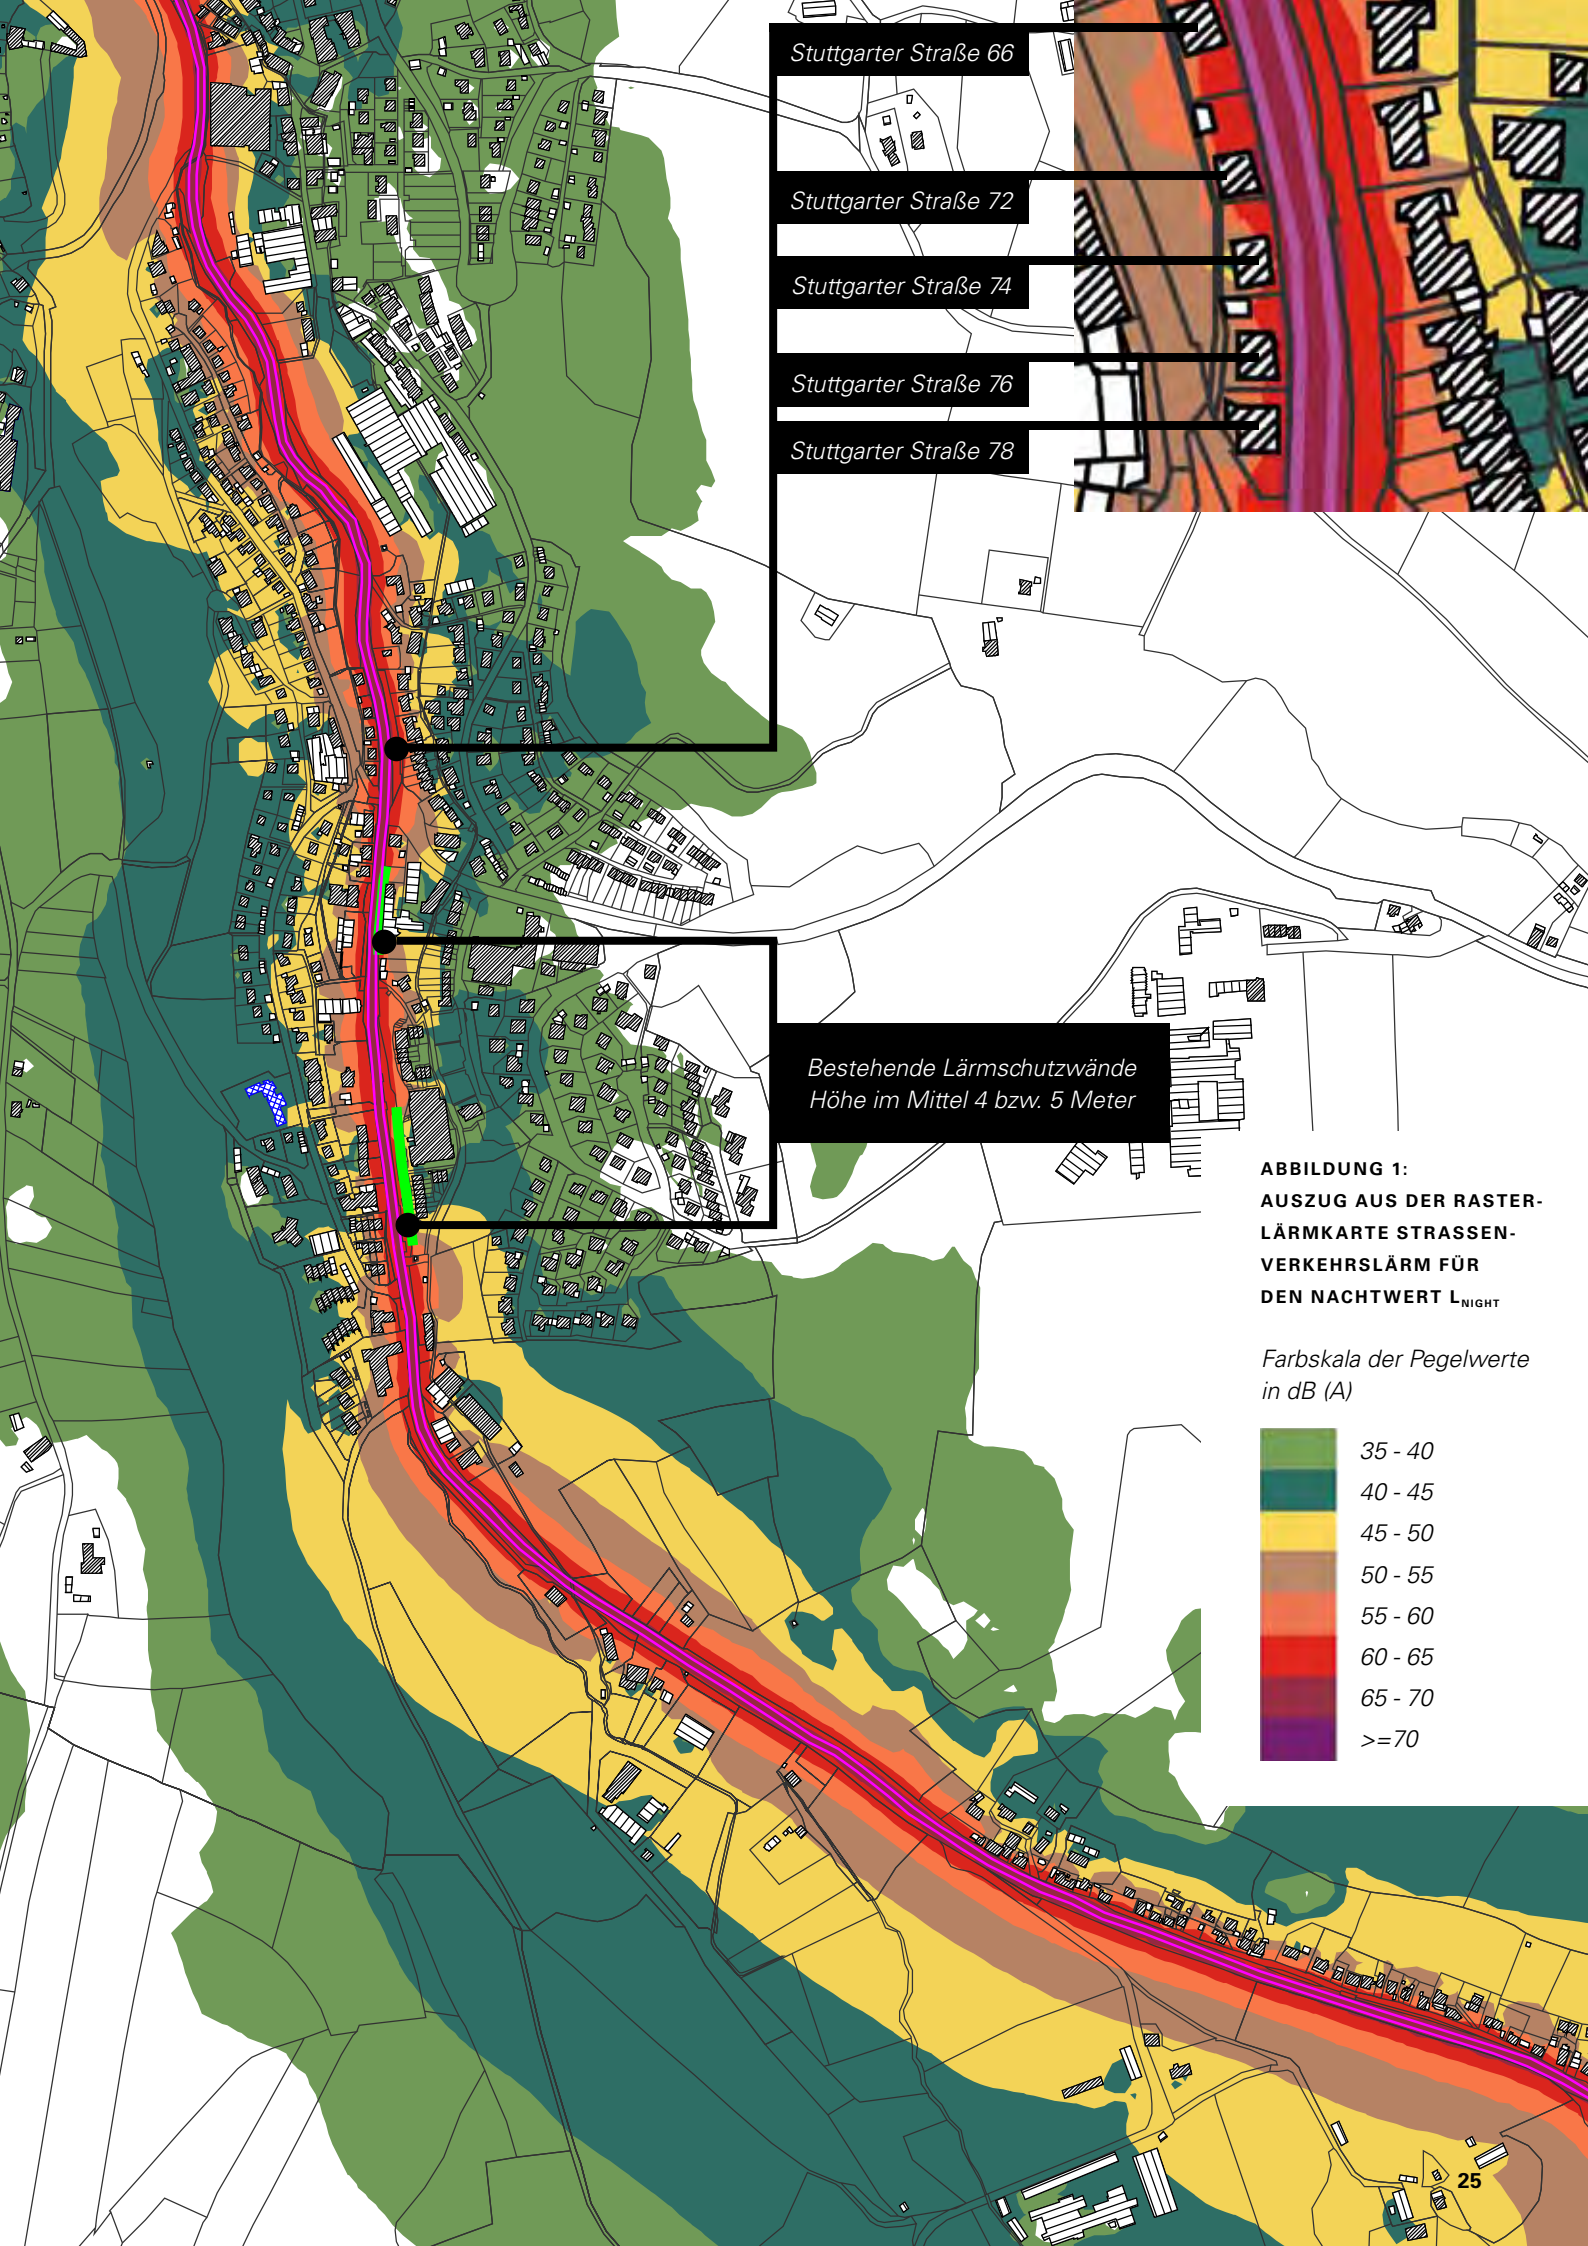 Stuttgarter Straße 66
Stuttgarter Straße 72
Stuttgarter Straße 74
Stuttgarter Straße 76
Stuttgarter Straße 78
Bestehende Lärmschutzwände
Höhe im Mittel 4 bzw. 5 Meter
ABBILDUNG 1:
AUSZUG AUS DER RASTER-
LÄRMKARTE STRASSEN-
VERKEHRSLÄRM FÜR
DEN NACHTWERT LNIGHT
Farbskala der Pegelwerte
in dB (A)
35 - 40
40 - 45
45 - 50
50 - 55
55 - 60
60 - 65
65 - 70
>=70
25